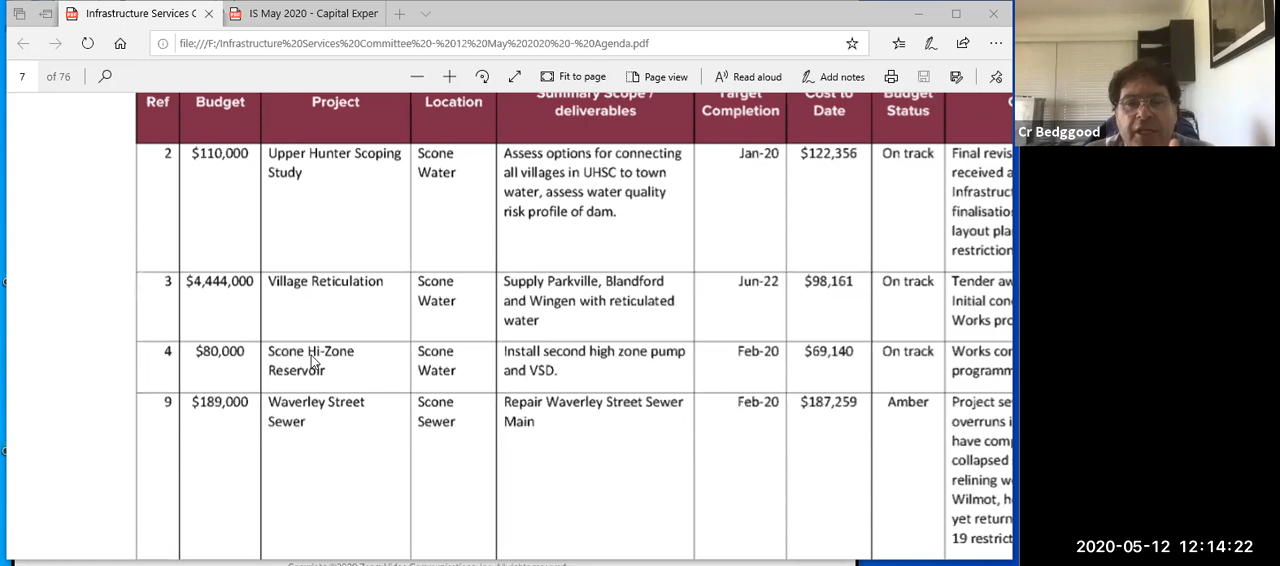 Infrastructure Services C
IS May 2020 - Capital Exper
file:///F:/Infrastructure%20Services%20Committee%20-%2012%20May%202020%20-%20Agenda.pdf
7 of 76
Fit to page
Page view
Read aloud
Add notes
Ref Budget Project Location Summary Scope / deliverables Target Completion Cost to Date Budget Status
2 $110,000 Upper Hunter Scoping Scone Assess options for connecting Jan-20 $122,356 On track Final revis
Study Water all villages in UHSC to town received a
water, assess water quality Infrastruct
risk profile of dam. finalisatio
layout pla
restriction
3 $4,444,000 Village Reticulation Scone Supply Parkville, Blandford Jun-22 $98,161 On track Tender aw
Water and Wingen with reticulated Initial con
water Works pro
4 $80,000 Scone Hi-Zone Scone Install second high zone pump Feb-20 $69,140 On track Works con
Reservoir Water and VSD. programm
9 $189,000 Waverley Street Scone Repair Waverley Street Sewer Feb-20 $187,259 Amber Project se
Sewer Sewer Main overruns i
have comp
collapsed
relining w
Wilmot, h
yet return
19 restrict
Cr Bedggood
2020-05-12 12:14:22